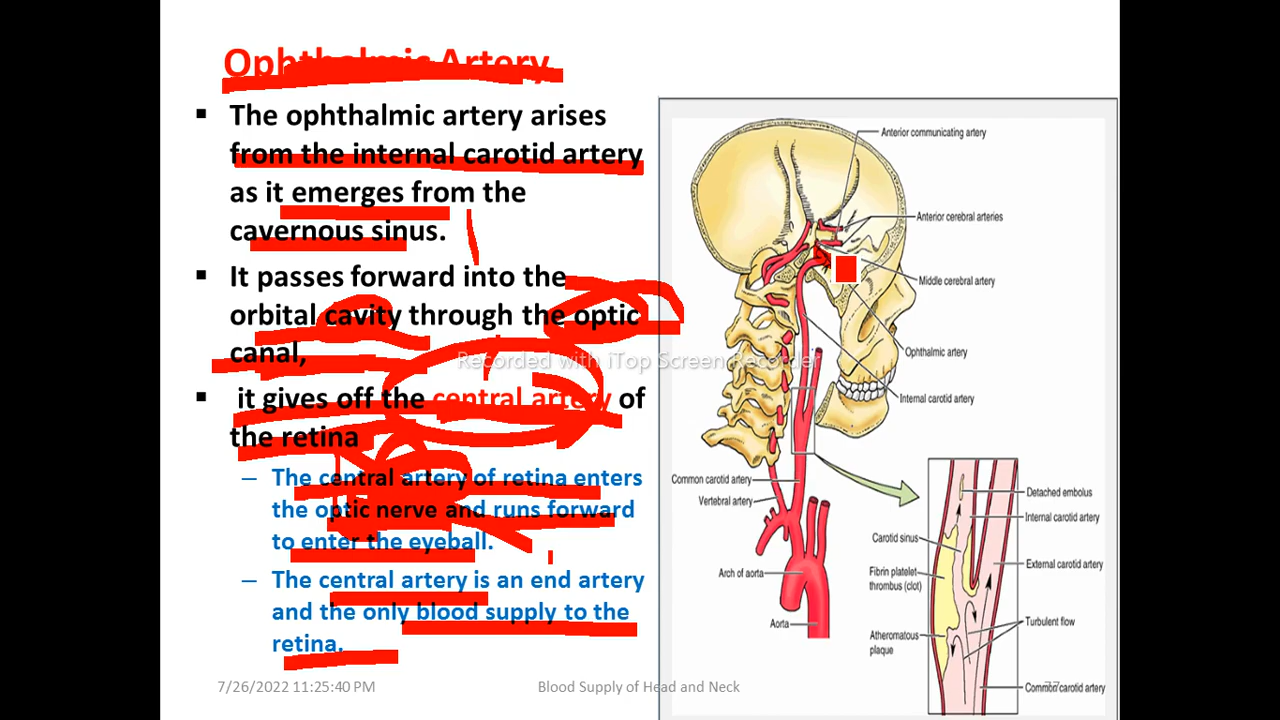 Ophthalmic Artery
▪ The ophthalmic artery arises
from the internal carotid artery
as it emerges from the
cavernous sinus.
▪ It passes forward into the
orbital cavity through the optic
canal,
▪ it gives off the central artery of
the retina
– The central artery of retina enters
the optic nerve and runs forward
to enter the eyeball.
– The central artery is an end artery
and the only blood supply to the
retina.
Recorded with iTop Screen Recorder
Anterior communicating artery
Anterior cerebral arteries
Middle cerebral artery
Ophthalmic artery
Internal carotid artery
Common carotid artery
Vertebral artery
Arch of aorta
Aorta
Detached embolus
Internal carotid artery
Carotid sinus
External carotid artery
Fibrin platelet
thrombus (clot)
Turbulent flow
Atheromatous
plaque
Common carotid artery
7/26/2022 11:25:40 PM
Blood Supply of Head and Neck
77